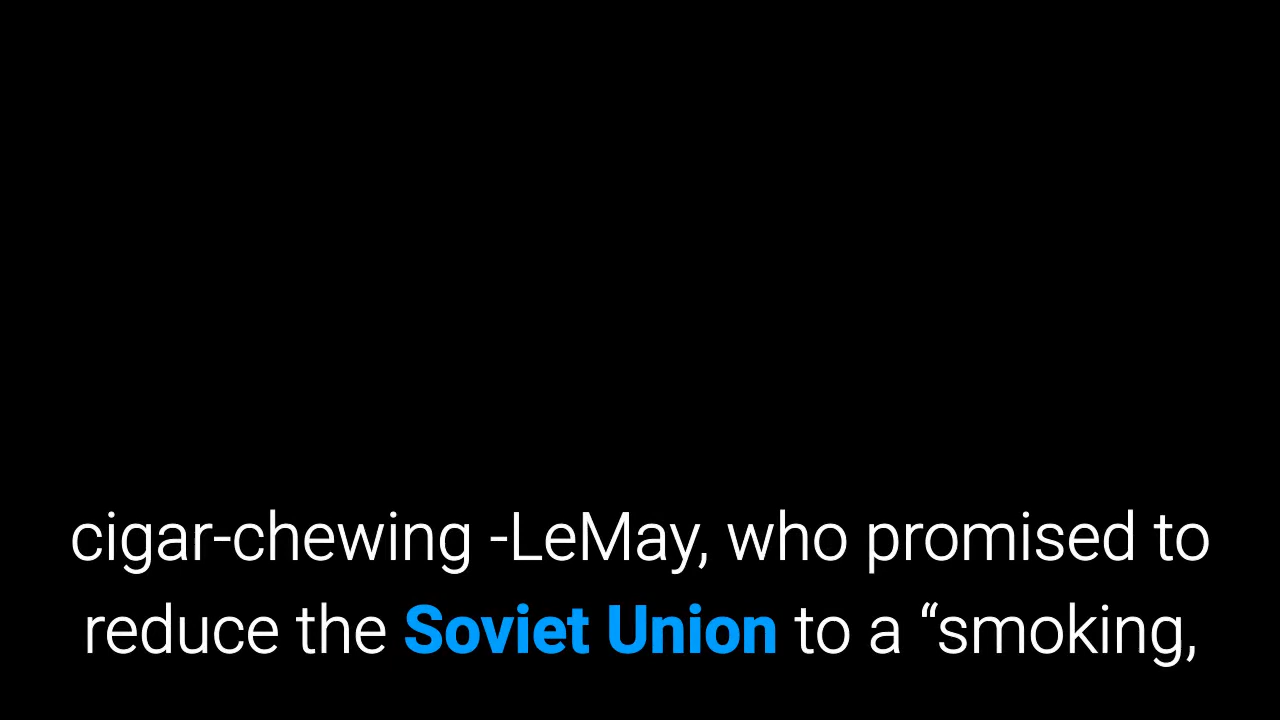 cigar-chewing -LeMay, who promised to
reduce the Soviet Union to a “smoking,